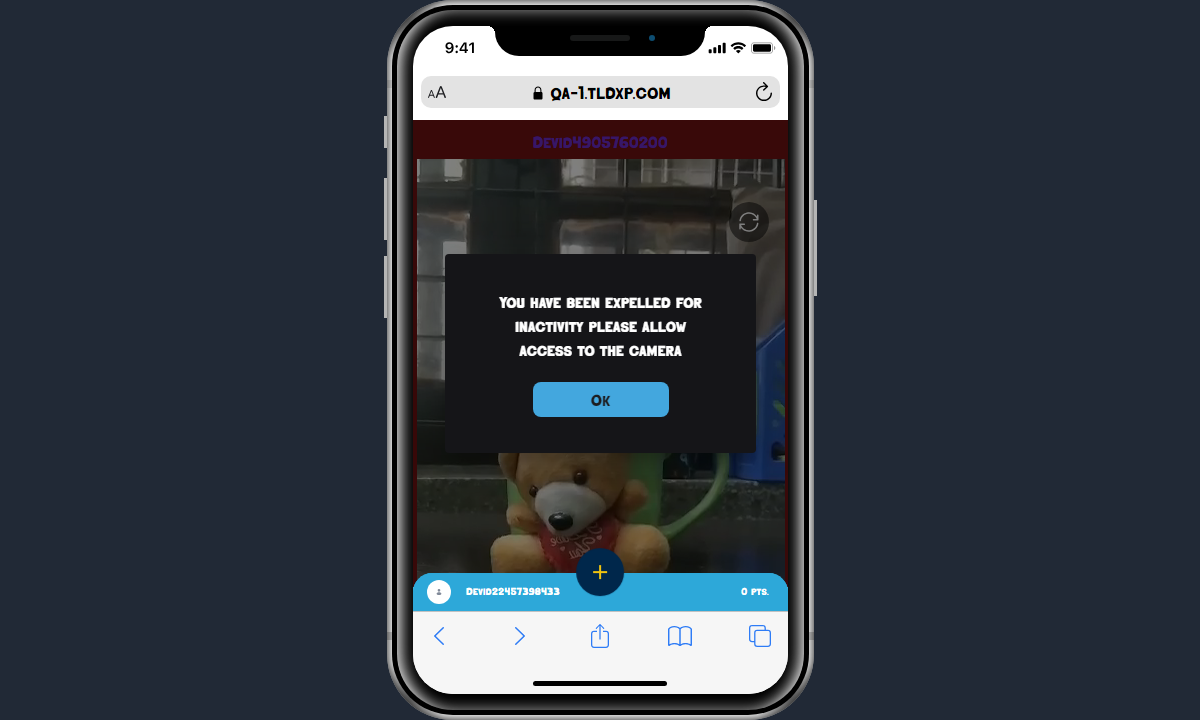 9:41
AA QA-1.TLDXP.COM
Devid4905760200
You have been expelled for
inactivity please allow
access to the camera
Ok
Devid22457398433 0 pts.